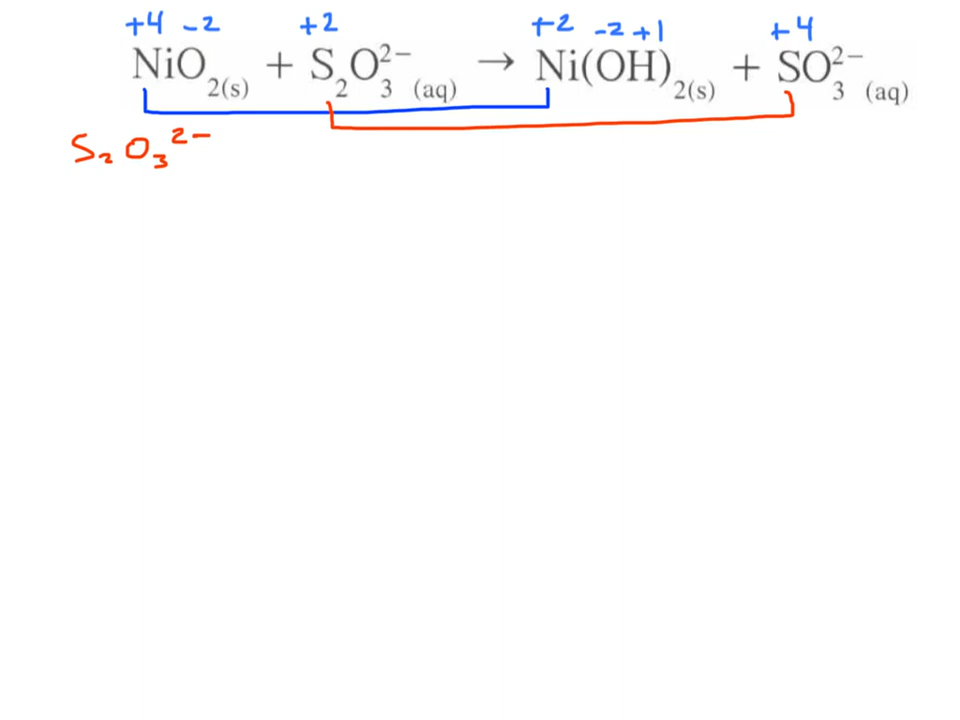 +4 -2 +2 +2 -2 +1 +4
NiO2(s) + S2O3^2− (aq) → Ni(OH)2(s) + SO3^2− (aq)
S2O3^2−